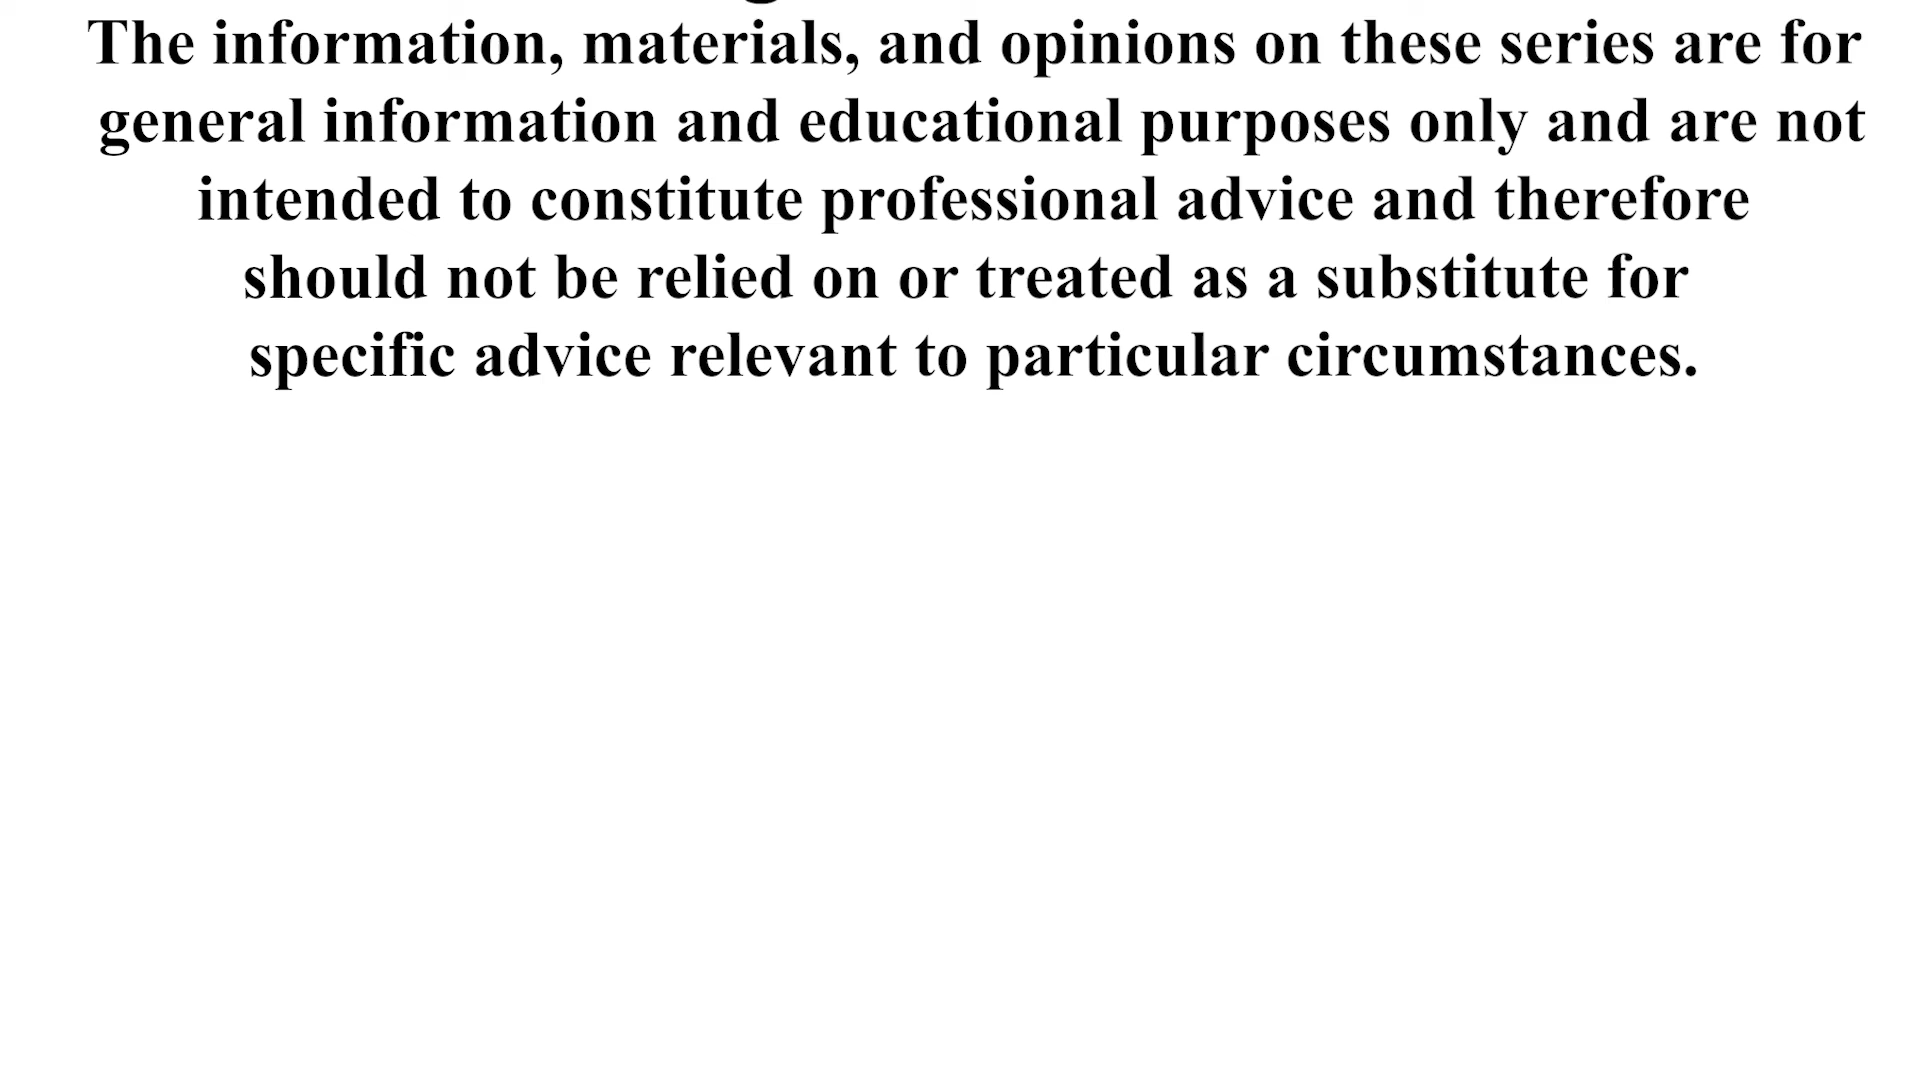 The information, materials, and opinions on these series are for
general information and educational purposes only and are not
intended to constitute professional advice and therefore
should not be relied on or treated as a substitute for
specific advice relevant to particular circumstances.